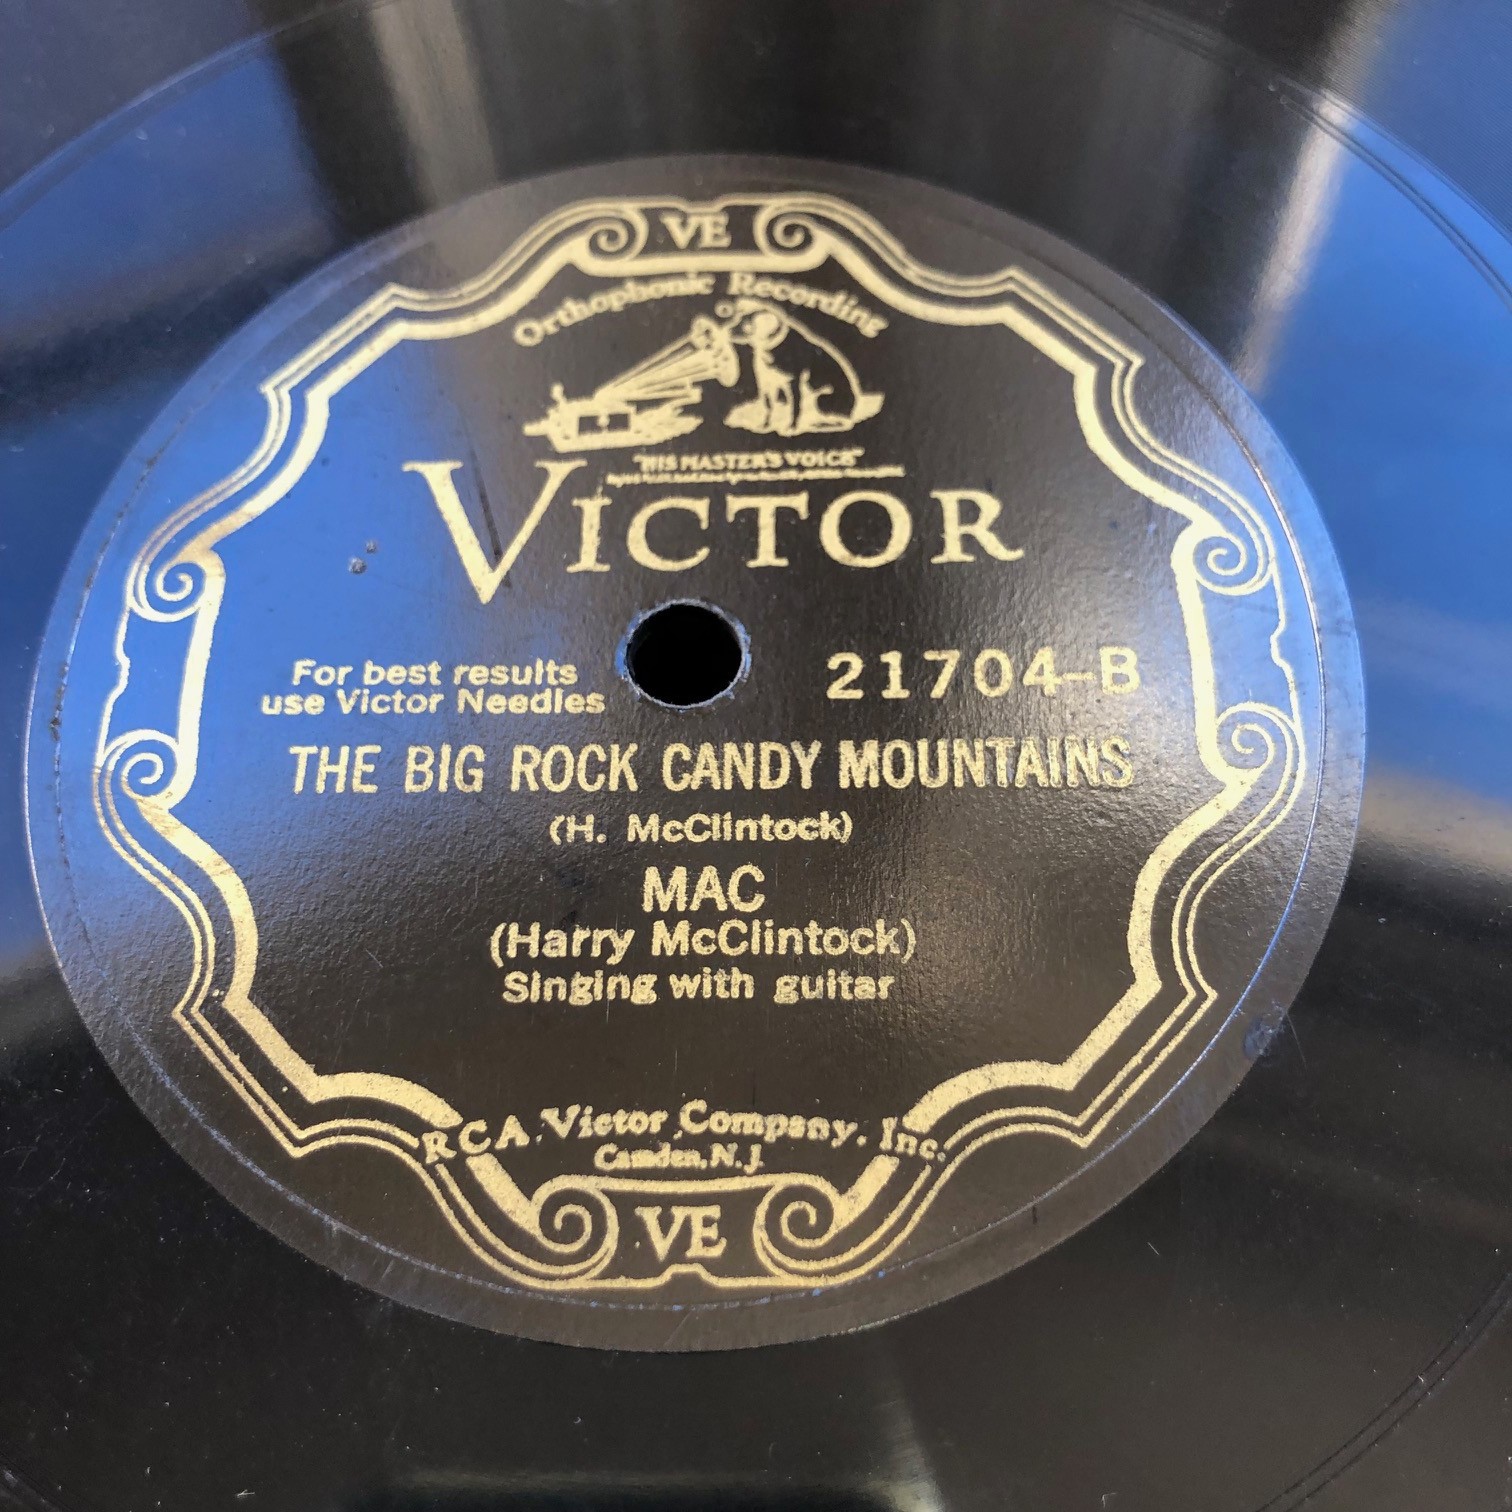 VE
Orthophonic Recording
"HIS MASTER'S VOICE"
VICTOR
For best results
use Victor Needles
21704-B
THE BIG ROCK CANDY MOUNTAINS
(H. McClintock)
MAC
(Harry McClintock)
Singing with guitar
RCA Victor Company, Inc.
Camden, N.J.
VE